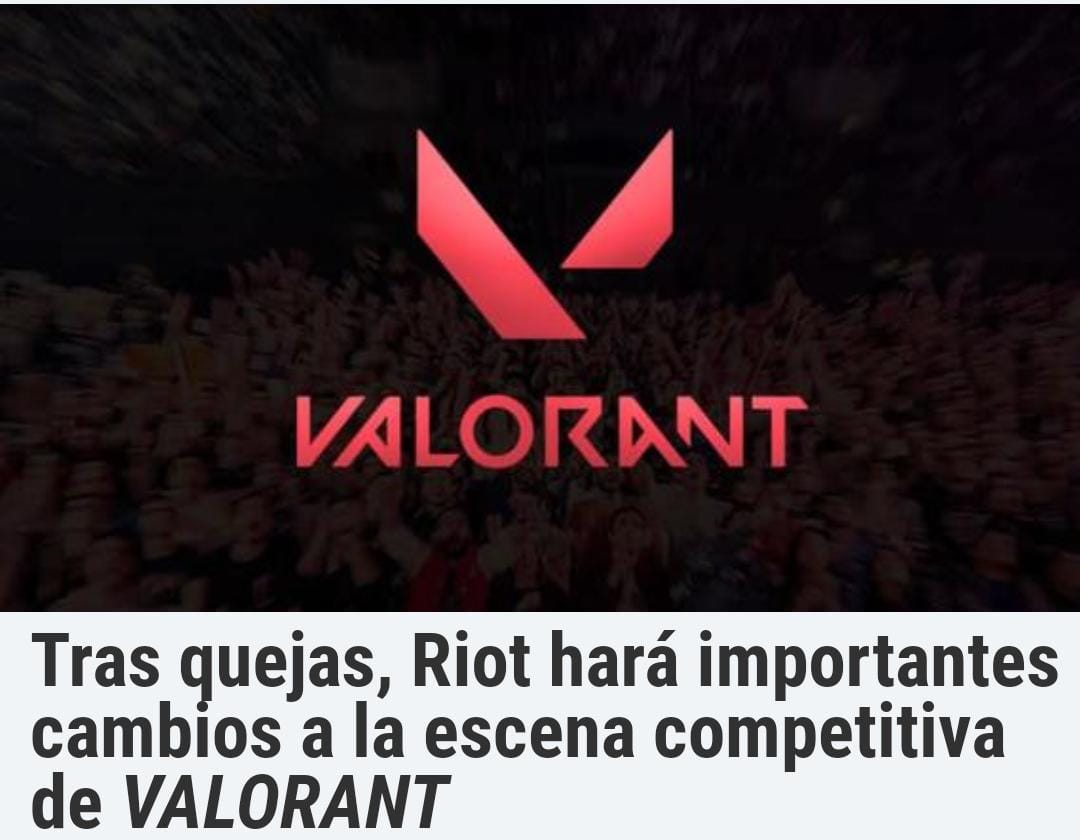 VALORANT
Tras quejas, Riot hará importantes
cambios a la escena competitiva
de VALORANT